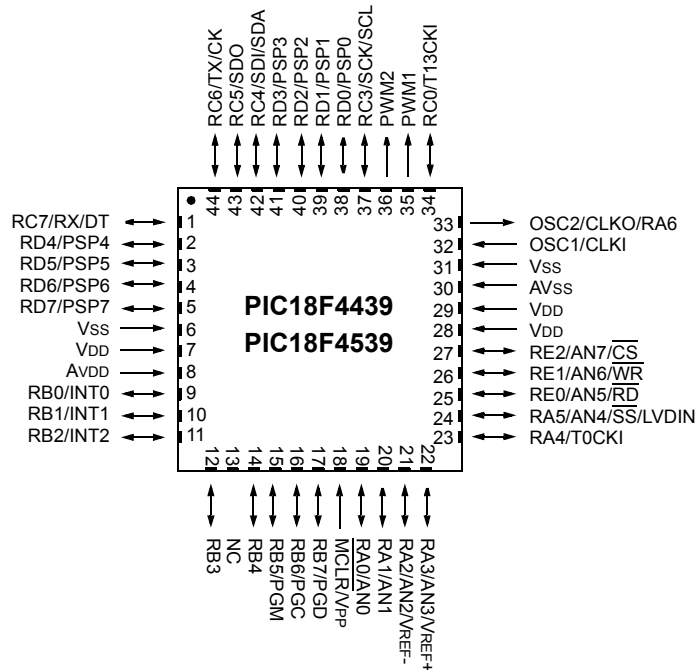 RC6/TX/CK
RC5/SDO
RC4/SDI/SDA
RD3/PSP3
RD2/PSP2
RD1/PSP1
RD0/PSP0
RC3/SCK/SCL
PWM2
PWM1
RC0/T13CKI
44
43
42
41
40
39
38
37
36
35
34
RC7/RX/DT 1
RD4/PSP4 2
RD5/PSP5 3
RD6/PSP6 4
RD7/PSP7 5
VSS 6
VDD 7
AVDD 8
RB0/INT0 9
RB1/INT1 10
RB2/INT2 11
PIC18F4439
PIC18F4539
33 OSC2/CLKO/RA6
32 OSC1/CLKI
31 VSS
30 AVSS
29 VDD
28 VDD
27 RE2/AN7/CS
26 RE1/AN6/WR
25 RE0/AN5/RD
24 RA5/AN4/SS/LVDIN
23 RA4/T0CKI
12
13
14
15
16
17
18
19
20
21
22
RB3
NC
RB4
RB5/PGM
RB6/PGC
RB7/PGD
MCLR/VPP
RA0/AN0
RA1/AN1
RA2/AN2/VREF-
RA3/AN3/VREF+